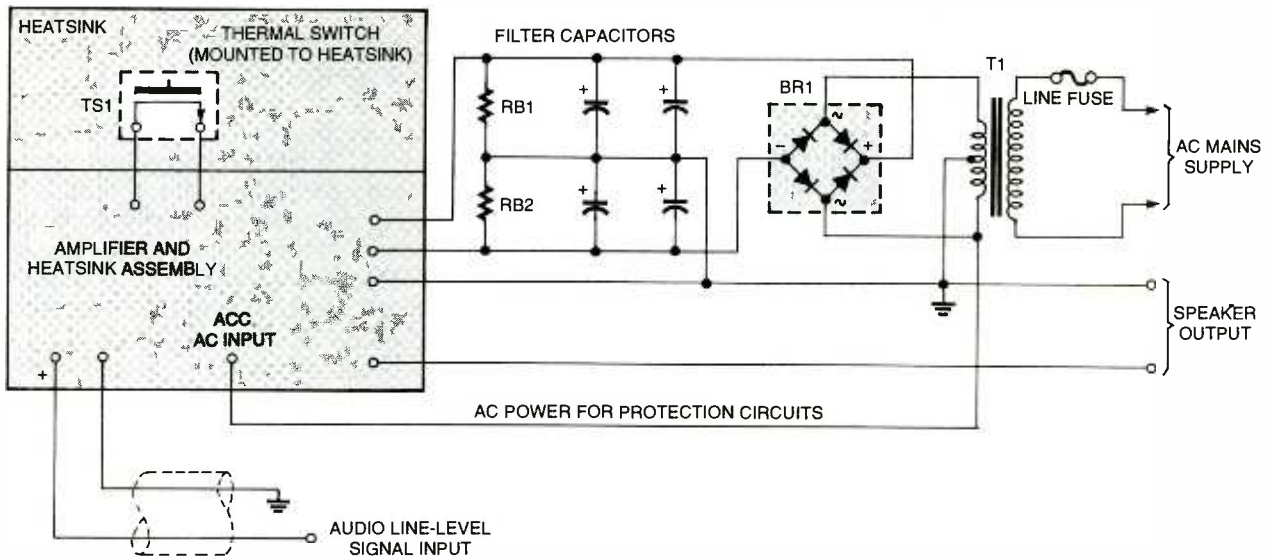 HEATSINK
THERMAL SWITCH
(MOUNTED TO HEATSINK)
TS1
FILTER CAPACITORS
RB1
RB2
+
+
+
+
BR1
~
-
+
~
T1
LINE FUSE
AC MAINS
SUPPLY
AMPLIFIER AND
HEATSINK ASSEMBLY
ACC.
AC INPUT
SPEAKER
OUTPUT
+
AC POWER FOR PROTECTION CIRCUITS
AUDIO LINE-LEVEL
SIGNAL INPUT